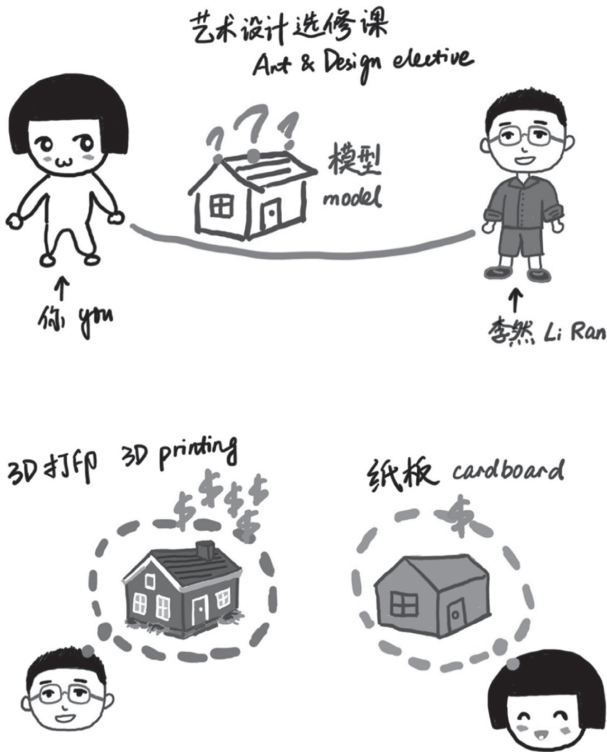 艺术设计选修课
Art & Design elective
???
模型
model
你 you
李然 Li Ran
3D打印 3D printing
$ $ $ $ $
纸板 cardboard
$